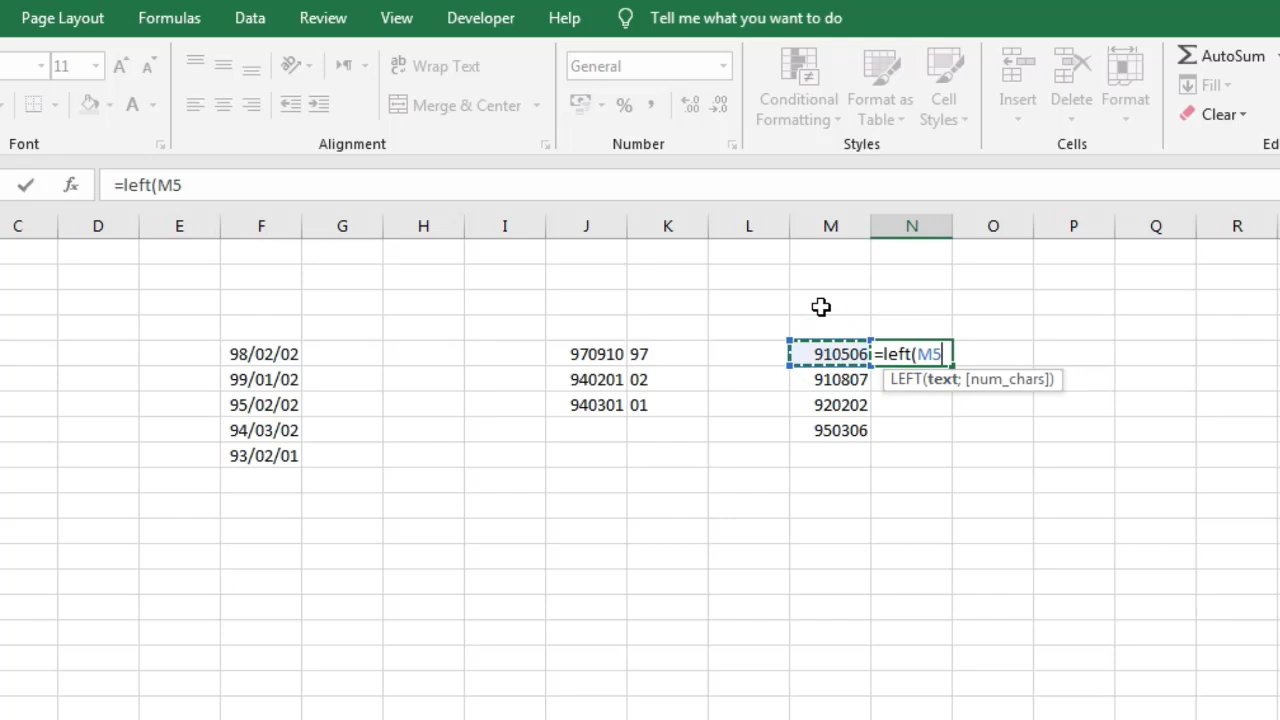 Page Layout Formulas Data Review View Developer Help Tell me what you want to do
11 A A Wrap Text General Conditional Formatting Format as Table Cell Styles Insert Delete Format Σ AutoSum
A Merge & Center % , Fill
Clear
Font Alignment Number Styles Cells Ed
fx =left(M5
C D E F G H I J K L M N O P Q R
98/02/02 970910 97 910506 =left(M5
99/01/02 940201 02 910807 LEFT(text; [num_chars])
95/02/02 940301 01 920202
94/03/02 950306
93/02/01